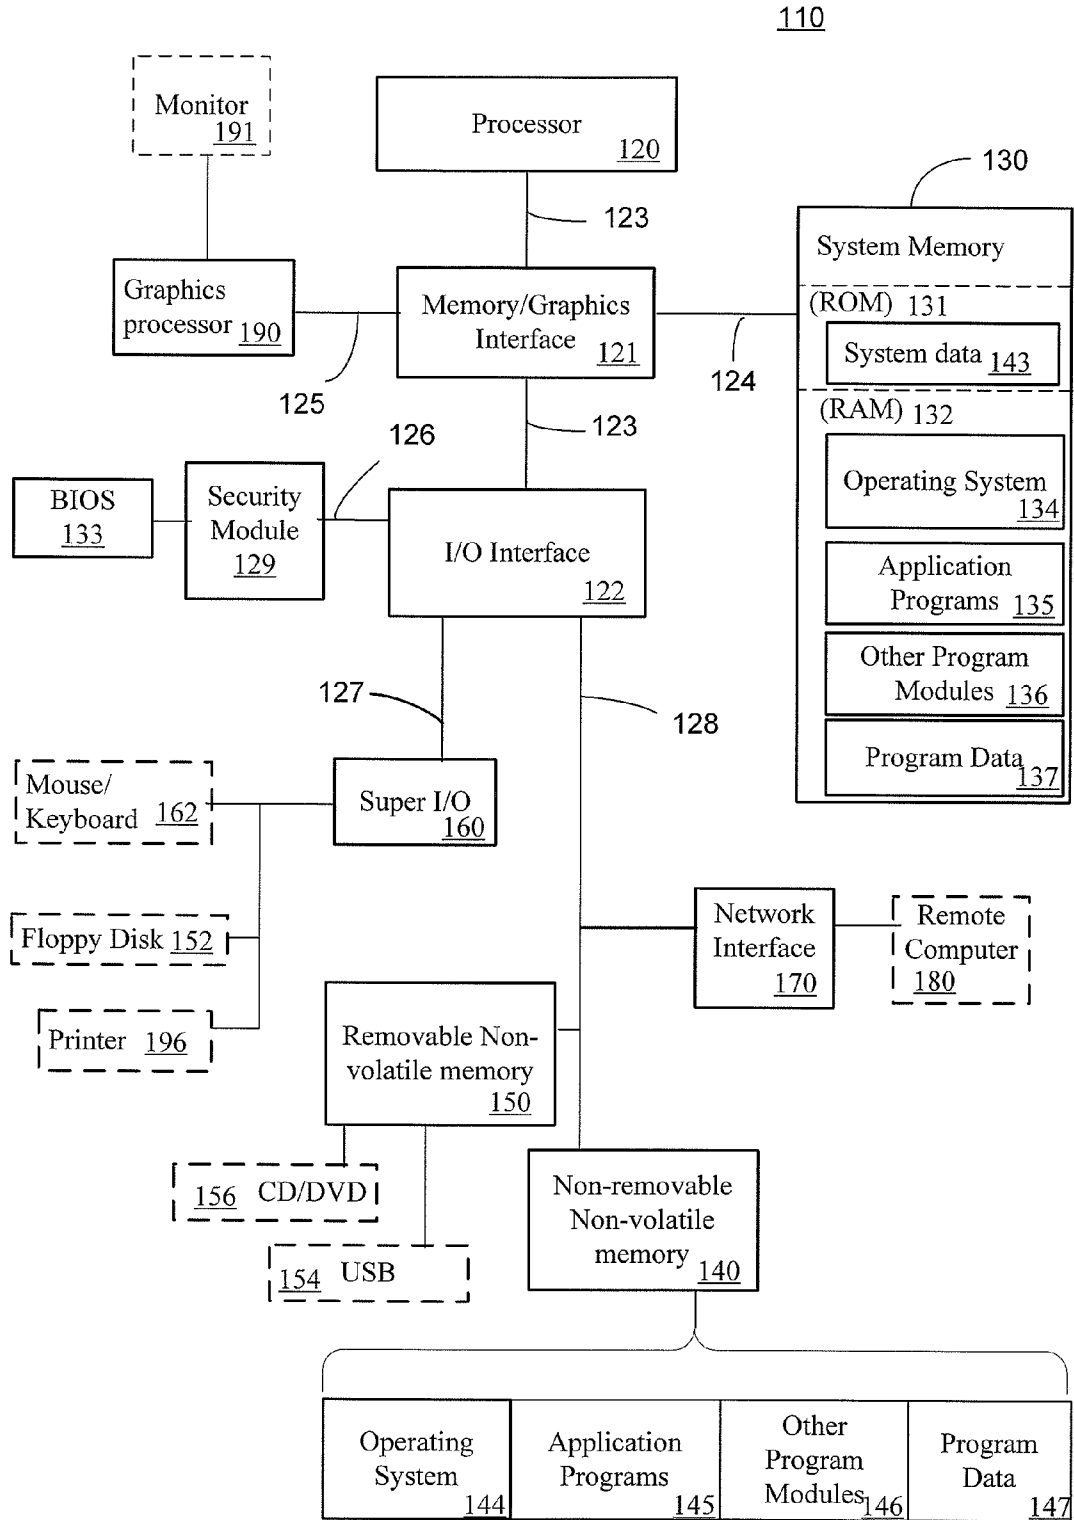 110
Monitor
191
Processor
120
123
130
System Memory
Graphics
processor 190
Memory/Graphics
Interface
121
(ROM) 131
System data 143
125
124
(RAM) 132
123
126
Operating System
134
BIOS
133
Security
Module
129
I/O Interface
122
Application
Programs 135
Other Program
Modules 136
127
128
Program Data
137
Mouse/
Keyboard 162
Super I/O
160
Floppy Disk 152
Network
Interface
170
Remote
Computer
180
Printer 196
Removable Non-
volatile memory
150
156 CD/DVD
154 USB
Non-removable
Non-volatile
memory 140
Operating
System
144
Application
Programs
145
Other
Program
Modules 146
Program
Data
147